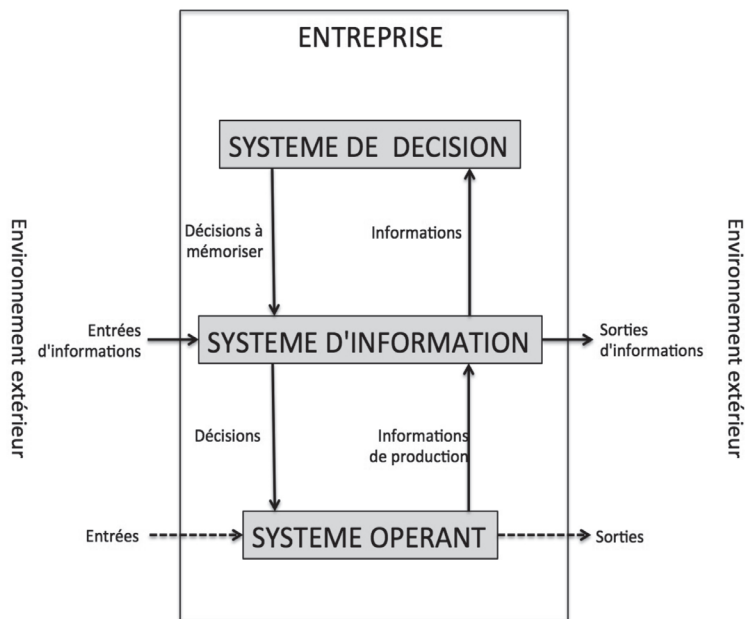 ENTREPRISE
SYSTEME DE DECISION
Décisions à
mémoriser
Informations
Environnement extérieur
Environnement extérieur
Entrées
d'informations
SYSTEME D'INFORMATION
Sorties
d'informations
Décisions
Informations
de production
Entrées
SYSTEME OPERANT
Sorties